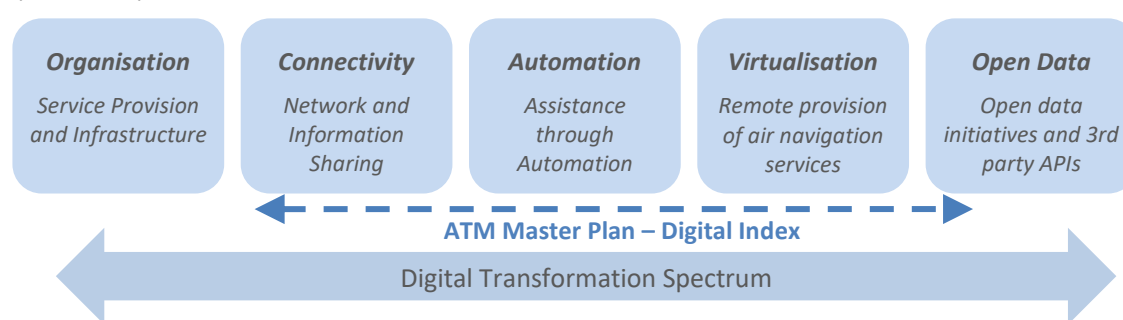 Organisation
Service Provision
and Infrastructure
Connectivity
Network and
Information
Sharing
Automation
Assistance
through
Automation
Virtualisation
Remote provision
of air navigation
services
Open Data
Open data
initiatives and 3rd
party APIs
ATM Master Plan – Digital Index
Digital Transformation Spectrum